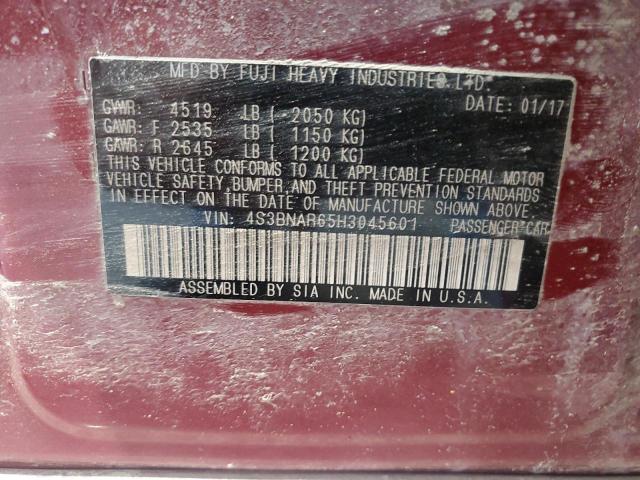 MFD BY FUJI HEAVY INDUSTRIES LTD.
DATE: 01/17
GVWR: 4519 LB ( 2050 KG)
GAWR: F 2535 LB ( 1150 KG)
GAWR: R 2645 LB ( 1200 KG)
THIS VEHICLE CONFORMS TO ALL APPLICABLE FEDERAL MOTOR
VEHICLE SAFETY, BUMPER, AND THEFT PREVENTION STANDARDS
IN EFFECT ON THE DATE OF MANUFACTURE SHOWN ABOVE.
VIN: 4S3BNAR65H3045601 PASSENGER CAR
ASSEMBLED BY SIA INC. MADE IN U.S.A.